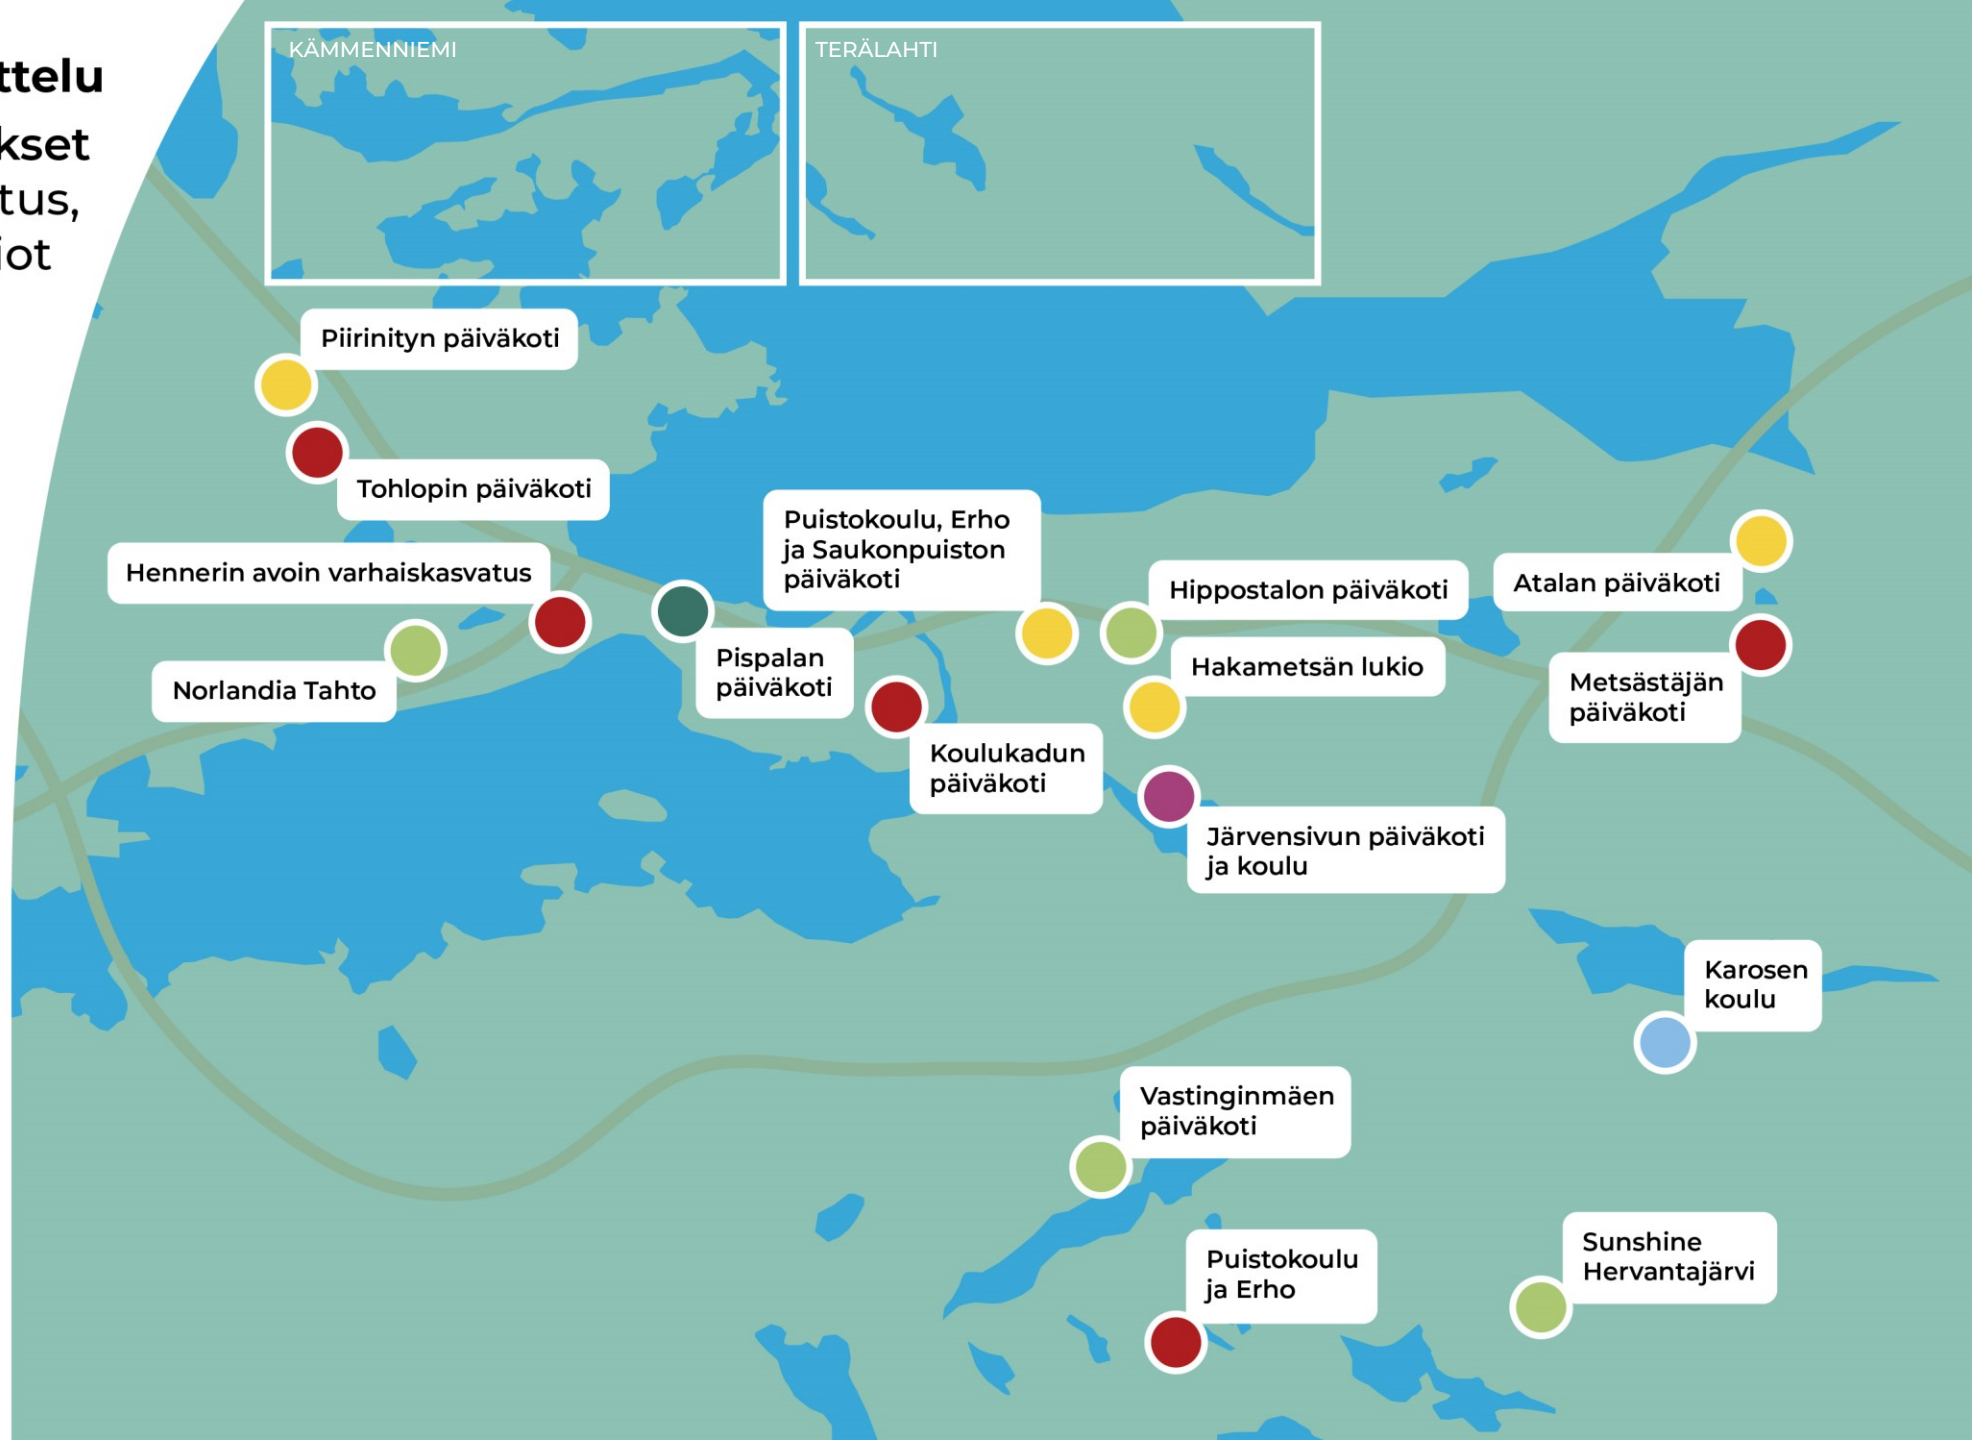 ttelu
kset
tus,
iot
KÄMMENNIEMI
TERÄLAHTI
Piirinityn päiväkoti
Tohlopin päiväkoti
Hennerin avoin varhaiskasvatus
Norlandia Tahto
Pispalan
päiväkoti
Puistokoulu, Erho
ja Saukonpuiston
päiväkoti
Koulukadun
päiväkoti
Hippostalon päiväkoti
Hakametsän lukio
Järvensivun päiväkoti
ja koulu
Atalan päiväkoti
Metsästäjän
päiväkoti
Karosen
koulu
Vastinginmäen
päiväkoti
Puistokoulu
ja Erho
Sunshine
Hervantajärvi